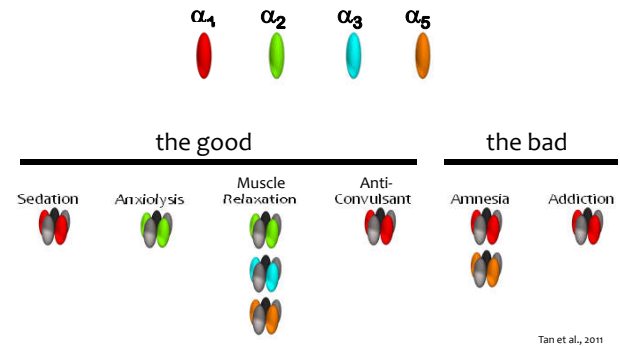 α1 α2 α3 α5
the good the bad
Sedation Anxiolysis Muscle Relaxation Anti-Convulsant Amnesia Addiction
Tan et al., 2011